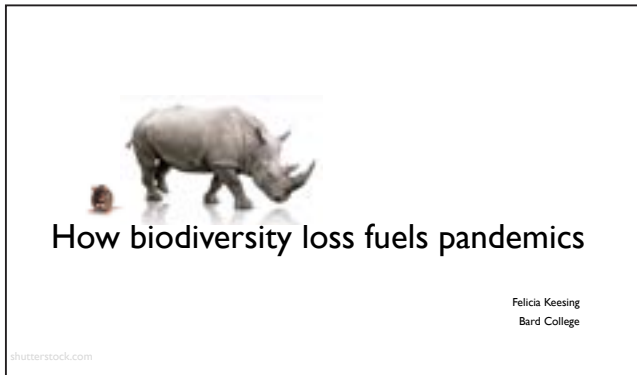 How biodiversity loss fuels pandemics
Felicia Keesing
Bard College
shutterstock.com